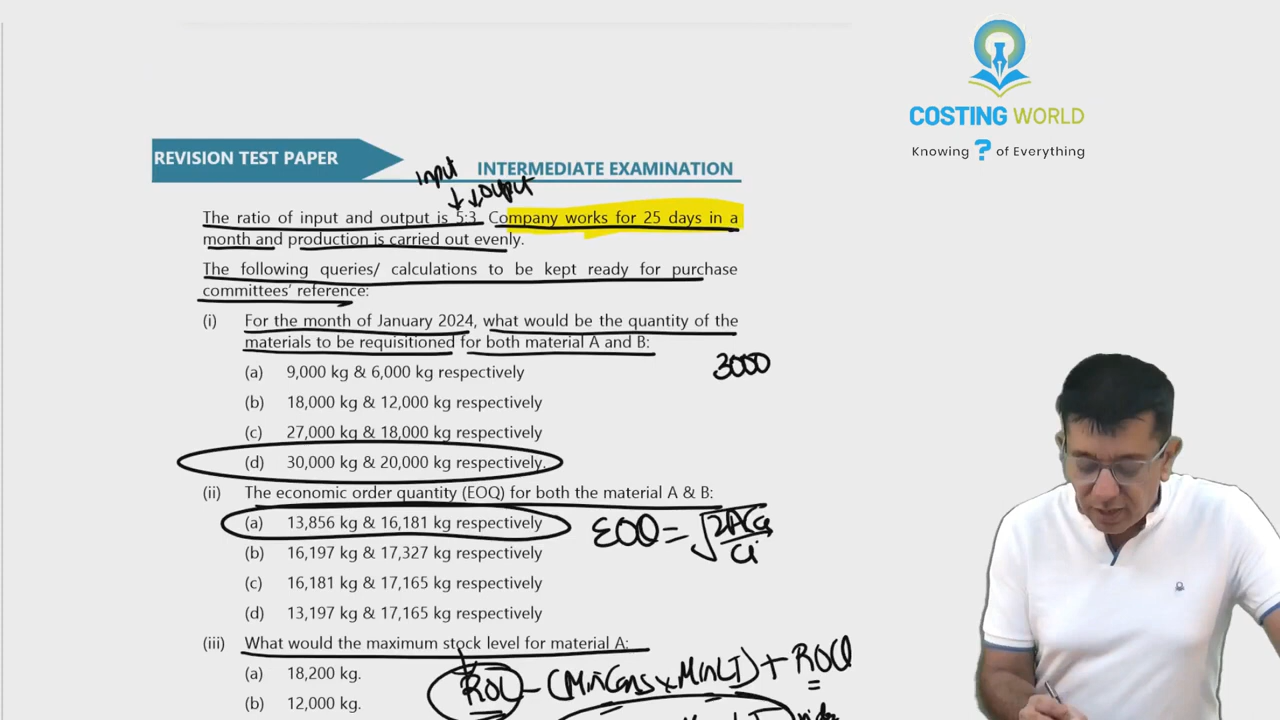 COSTING WORLD
Knowing ? of Everything
REVISION TEST PAPER
INTERMEDIATE EXAMINATION
input
output
The ratio of input and output is 5:3. Company works for 25 days in a
month and production is carried out evenly.
The following queries/ calculations to be kept ready for purchase
committees' reference:
(i) For the month of January 2024, what would be the quantity of the
materials to be requisitioned for both material A and B:
3000
(a) 9,000 kg & 6,000 kg respectively
(b) 18,000 kg & 12,000 kg respectively
(c) 27,000 kg & 18,000 kg respectively
(d) 30,000 kg & 20,000 kg respectively.
(ii) The economic order quantity (EOQ) for both the material A & B:
(a) 13,856 kg & 16,181 kg respectively
EOQ = √
(b) 16,197 kg & 17,327 kg respectively
(c) 16,181 kg & 17,165 kg respectively
(d) 13,197 kg & 17,165 kg respectively
(iii) What would the maximum stock level for material A:
(a) 18,200 kg.
ROL - (Min Cons x Min LT) + ROQ
(b) 12,000 kg.